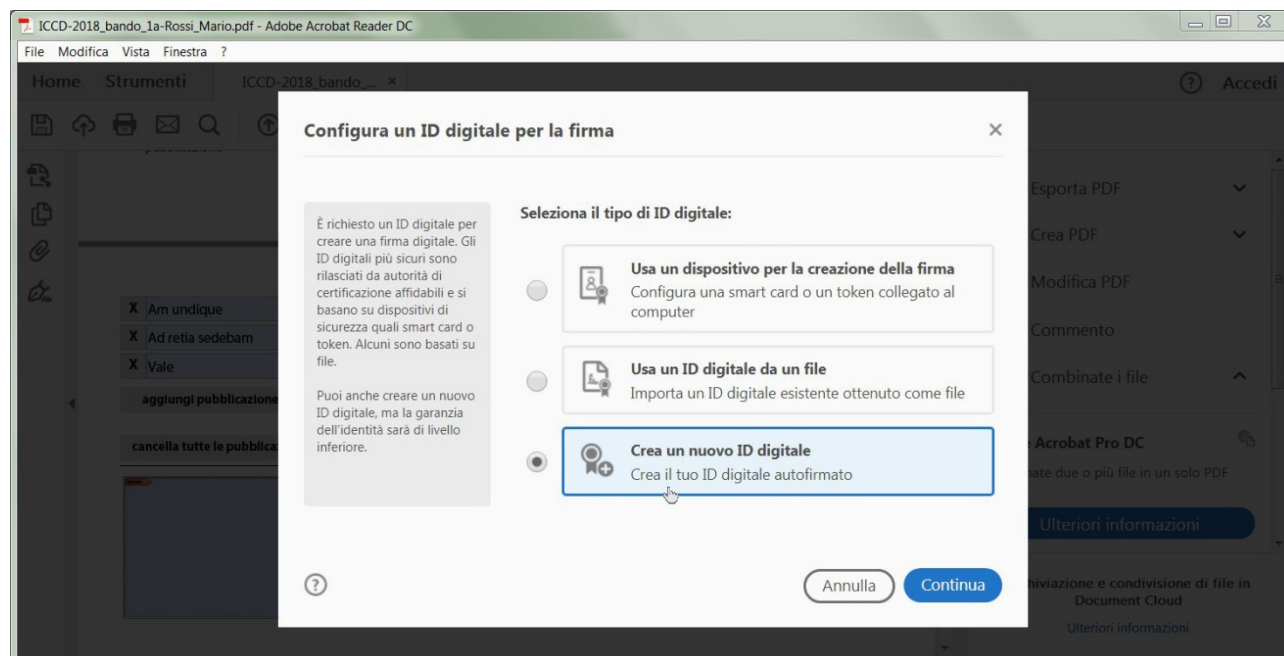 ICCD-2018_bando_1a-Rossi_Mario.pdf - Adobe Acrobat Reader DC
File Modifica Vista Finestra ?
Home Strumenti ICCD-2018_bando_... × Accedi
Configura un ID digitale per la firma
È richiesto un ID digitale per
creare una firma digitale. Gli
ID digitali più sicuri sono
rilasciati da autorità di
certificazione affidabili e si
basano su dispositivi di
sicurezza quali smart card o
token. Alcuni sono basati su
file.
Puoi anche creare un nuovo
ID digitale, ma la garanzia
dell'identità sarà di livello
inferiore.
Seleziona il tipo di ID digitale:
Usa un dispositivo per la creazione della firma
Configura una smart card o un token collegato al
computer
Usa un ID digitale da un file
Importa un ID digitale esistente ottenuto come file
Crea un nuovo ID digitale
Crea il tuo ID digitale autofirmato
Annulla Continua
X Am undique
X Ad retia sedebam
X Vale
aggiungi pubblicazione
cancella tutte le pubblica
Esporta PDF
Crea PDF
Modifica PDF
Commento
Combinate i file
Acrobat Pro DC
nate due o più file in un solo PDF
Ulteriori informazioni
hiviazione e condivisione di file in
Document Cloud
Ulteriori informazioni